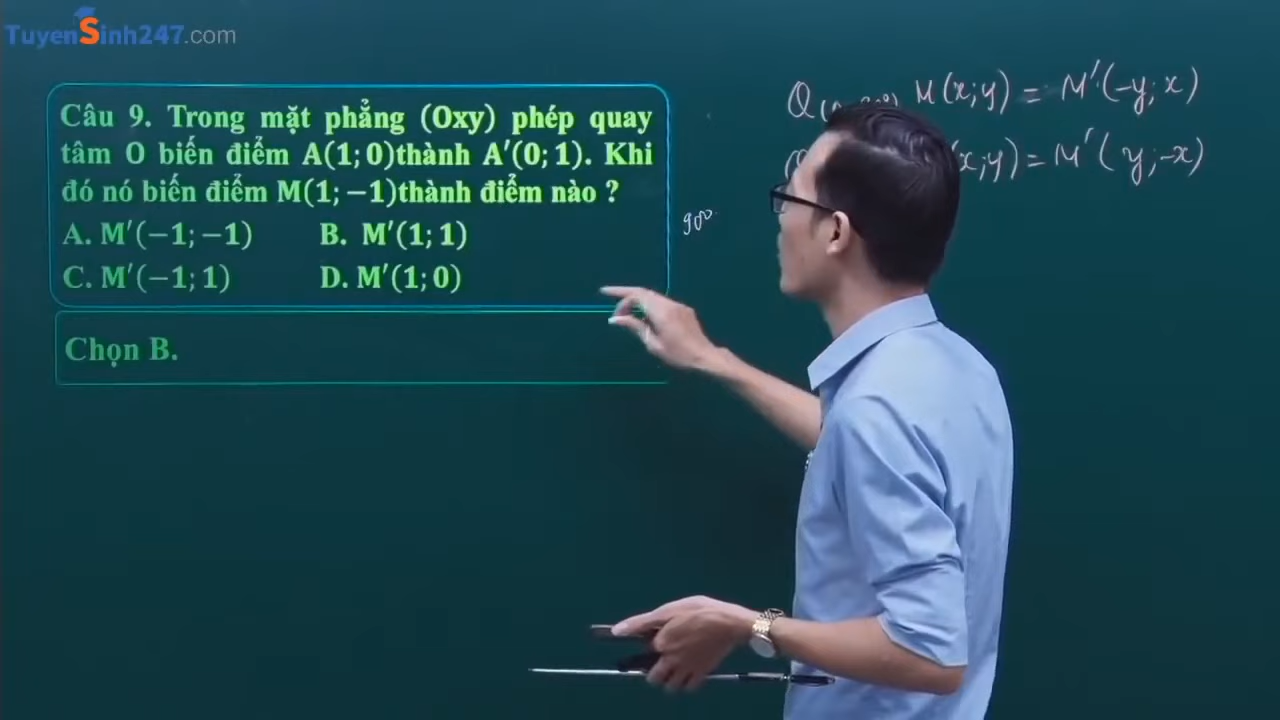 TuyenSinh247.com
Câu 9. Trong mặt phẳng (Oxy) phép quay
tâm O biến điểm A(1; 0)thành A′(0; 1). Khi
đó nó biến điểm M(1; −1)thành điểm nào ?
A. M′(−1; −1) B. M′(1; 1)
C. M′(−1; 1) D. M′(1; 0)
Chọn B.
M(x;y) = M'(-y; x)
x;y) = M'( y;-x)
90°